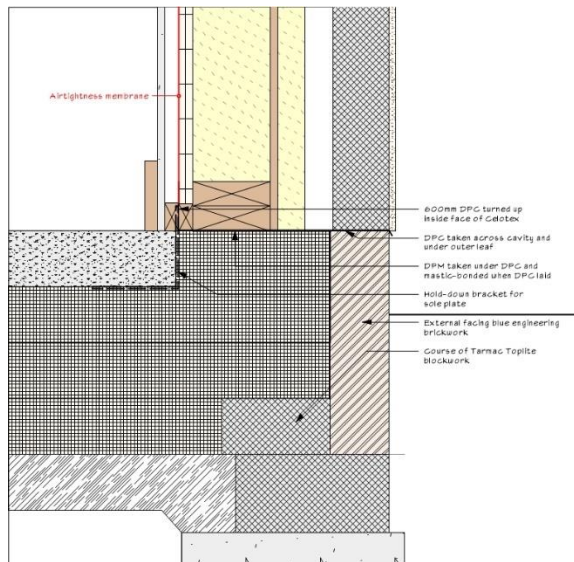 Airtightness membrane
600mm DPC turned up
inside face of Celotex
DPC taken across cavity and
under outer leaf
DPM taken under DPC and
mastic-bonded when DPC laid
Hold-down bracket for
sole plate
External facing blue engineering
brickwork
Course of Tarmac Toplite
blockwork